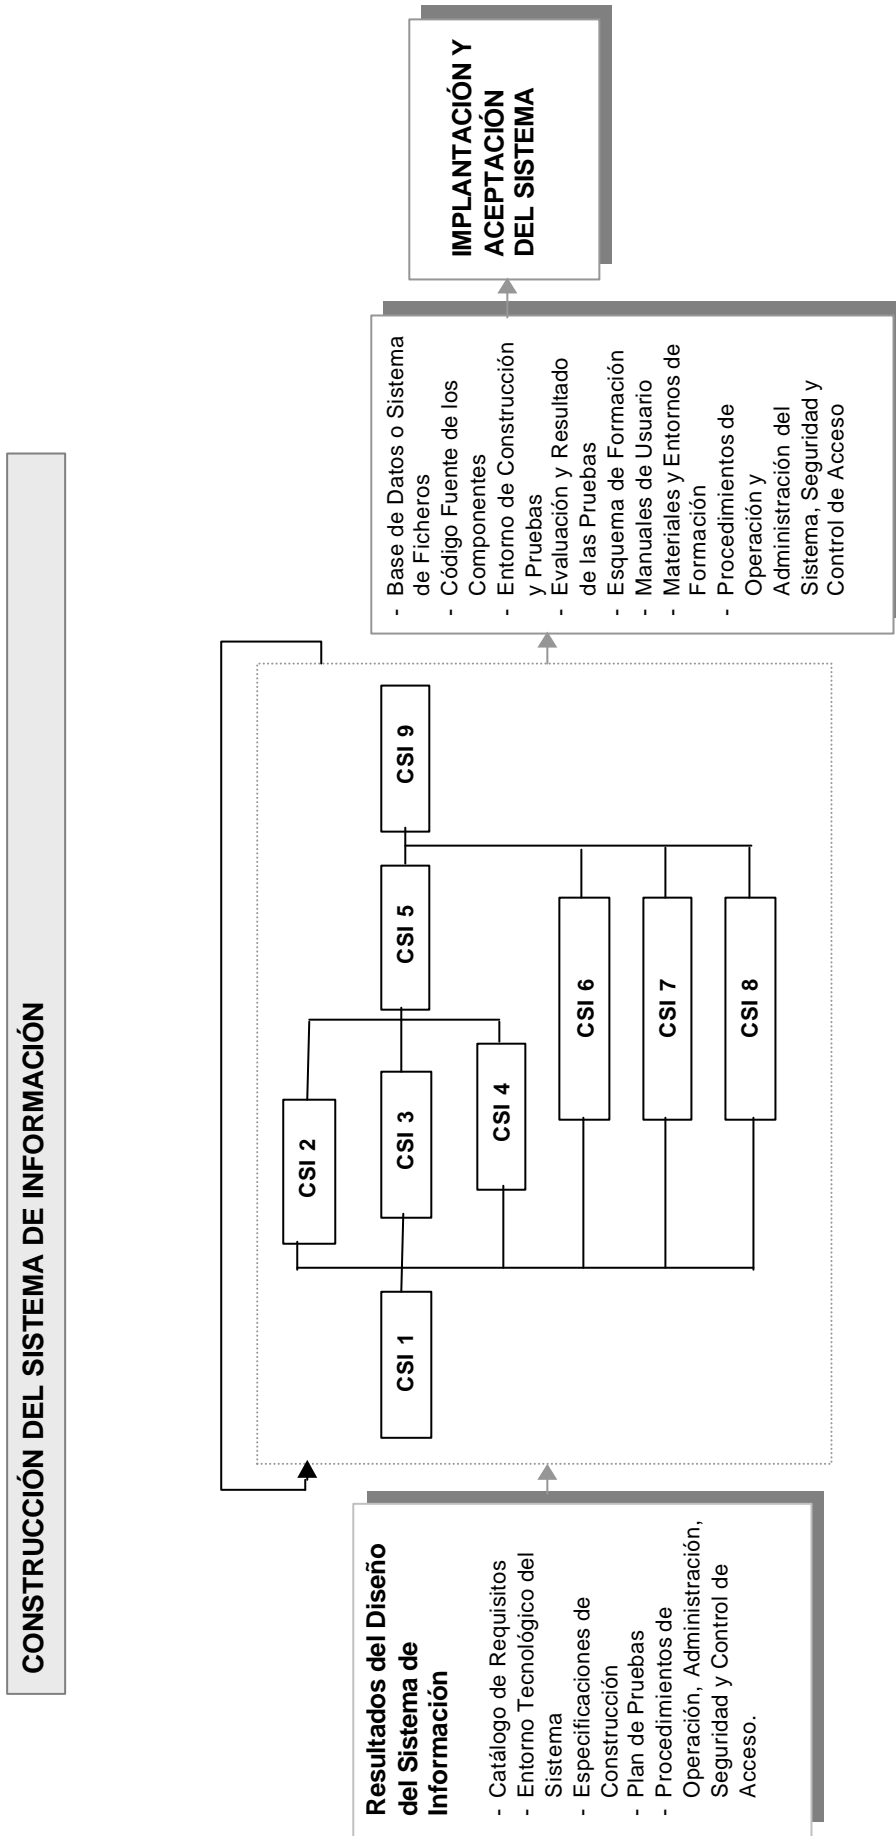 CONSTRUCCIÓN DEL SISTEMA DE INFORMACIÓN
Resultados del Diseño
del Sistema de
Información
- Catálogo de Requisitos
- Entorno Tecnológico del
Sistema
- Especificaciones de
Construcción
- Plan de Pruebas
- Procedimientos de
Operación, Administración,
Seguridad y Control de
Acceso.
CSI 1
CSI 2
CSI 3
CSI 4
CSI 5
CSI 6
CSI 7
CSI 8
CSI 9
- Base de Datos o Sistema
de Ficheros
- Código Fuente de los
Componentes
- Entorno de Construcción
y Pruebas
- Evaluación y Resultado
de las Pruebas
- Esquema de Formación
- Manuales de Usuario
- Materiales y Entornos de
Formación
- Procedimientos de
Operación y
Administración del
Sistema, Seguridad y
Control de Acceso
IMPLANTACIÓN Y
ACEPTACIÓN
DEL SISTEMA